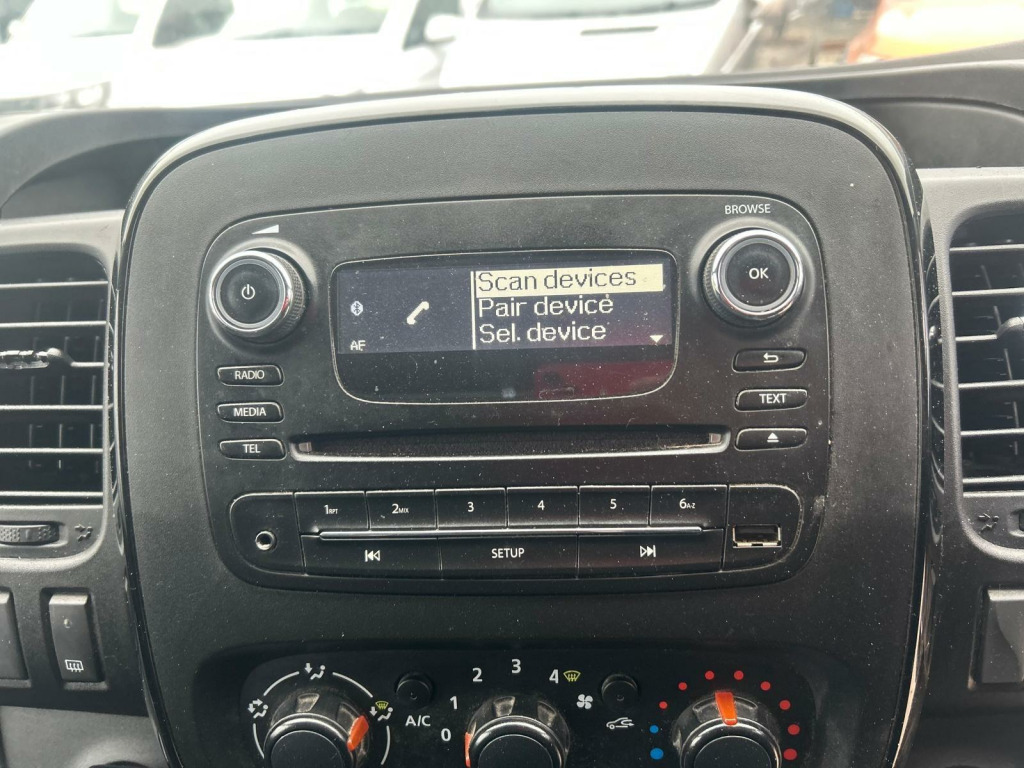 BROWSE
OK
Scan devices
Pair device
Sel. device
AF
RADIO
MEDIA
TEL
TEXT
1RPT 2MIX 3 4 5 6A-Z
SETUP
0 1 2 3 4
A/C